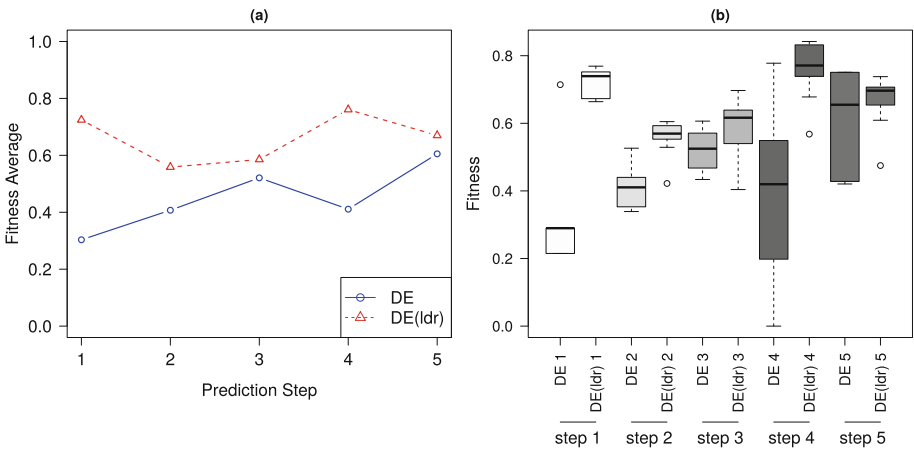 (a)
1.0
0.8
0.6
0.4
0.2
0.0
Fitness Average
1 2 3 4 5
Prediction Step
DE
DE(ldr)
(b)
0.8
0.6
0.4
0.2
0.0
Fitness
DE 1
DE(ldr) 1
DE 2
DE(ldr) 2
DE 3
DE(ldr) 3
DE 4
DE(ldr) 4
DE 5
DE(ldr) 5
step 1 step 2 step 3 step 4 step 5